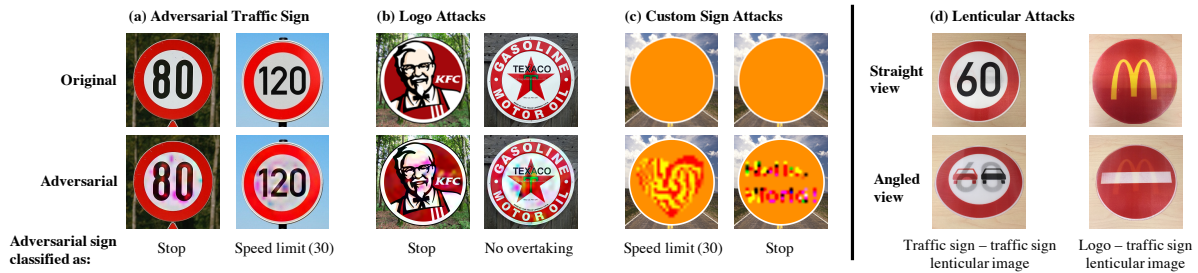 (a) Adversarial Traffic Sign
(b) Logo Attacks
(c) Custom Sign Attacks
(d) Lenticular Attacks
Original
80
120
KFC
GASOLINE
TEXACO
MOTOR OIL
Straight
view
60
M
Adversarial
80
120
KFC
GASOLINE
TEXACO
MOTOR OIL
Hello,
World!
Angled
view
60
Adversarial sign
classified as:
Stop
Speed limit (30)
Stop
No overtaking
Speed limit (30)
Stop
Traffic sign – traffic sign
lenticular image
Logo – traffic sign
lenticular image